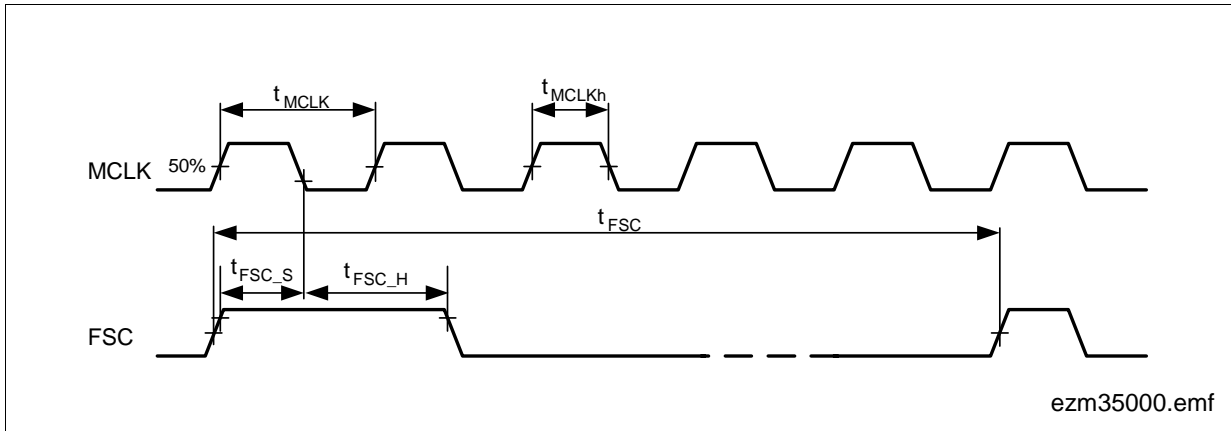 t_MCLK
t_MCLKh
MCLK 50%
t_FSC
t_FSC_S
t_FSC_H
FSC
ezm35000.emf